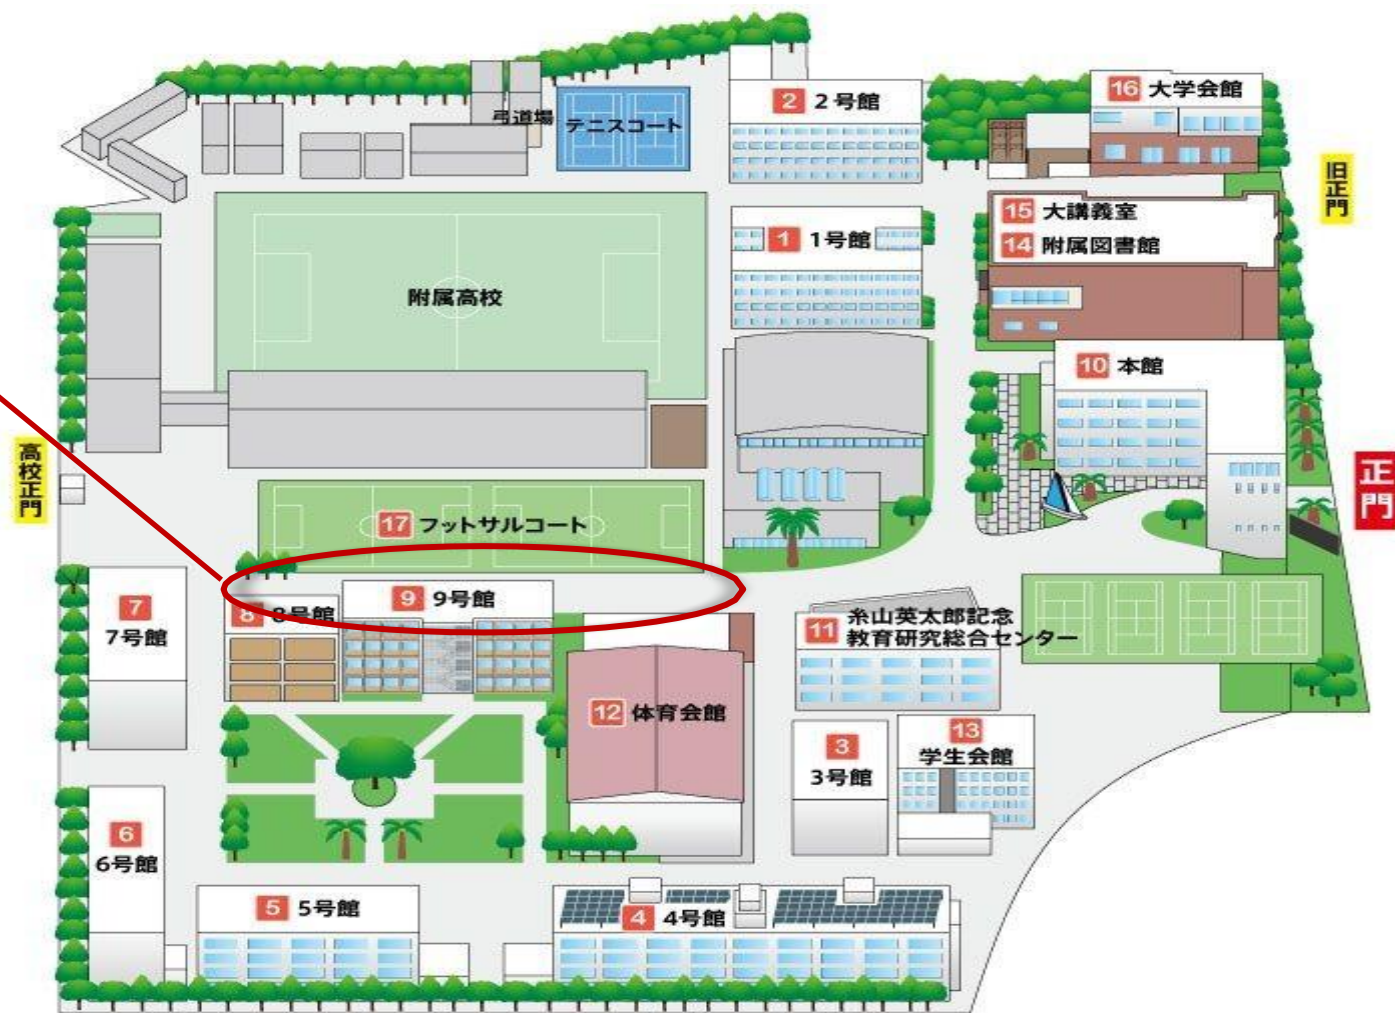 2 2号館
16 大学会館
弓道場
テニスコート
旧正門
15 大講義室
14 附属図書館
1 1号館
附属高校
10 本館
高校正門
正門
17 フットサルコート
9 9号館
8 8号館
7
7号館
11 糸山英太郎記念
教育研究総合センター
12 体育会館
3
3号館
13
学生会館
6
6号館
5 5号館
4 4号館